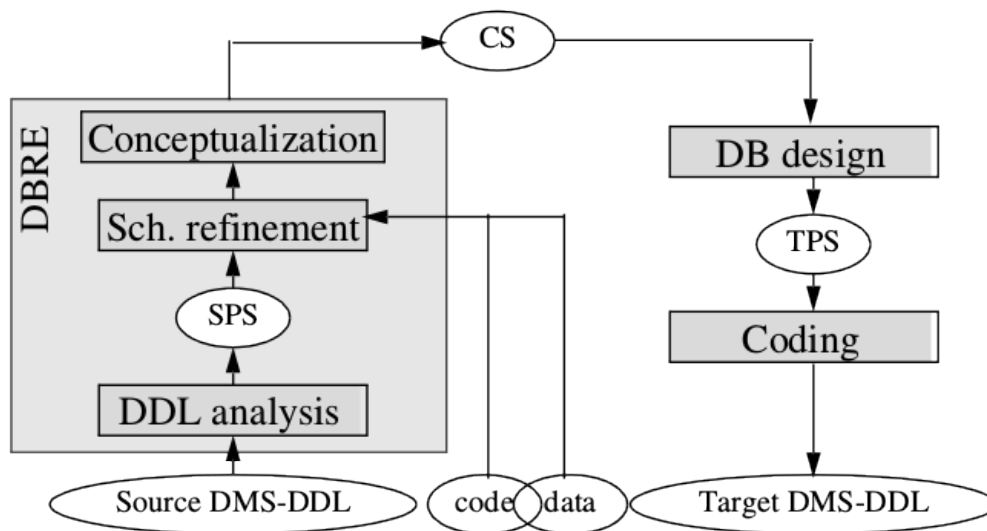 CS
DBRE
Conceptualization
DB design
Sch. refinement
TPS
SPS
Coding
DDL analysis
Source DMS-DDL
code
data
Target DMS-DDL